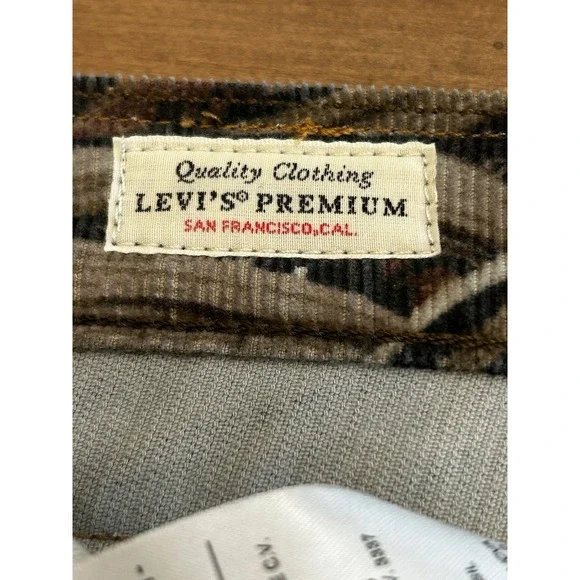 Quality Clothing
LEVI'S® PREMIUM
SAN FRANCISCO, CAL.